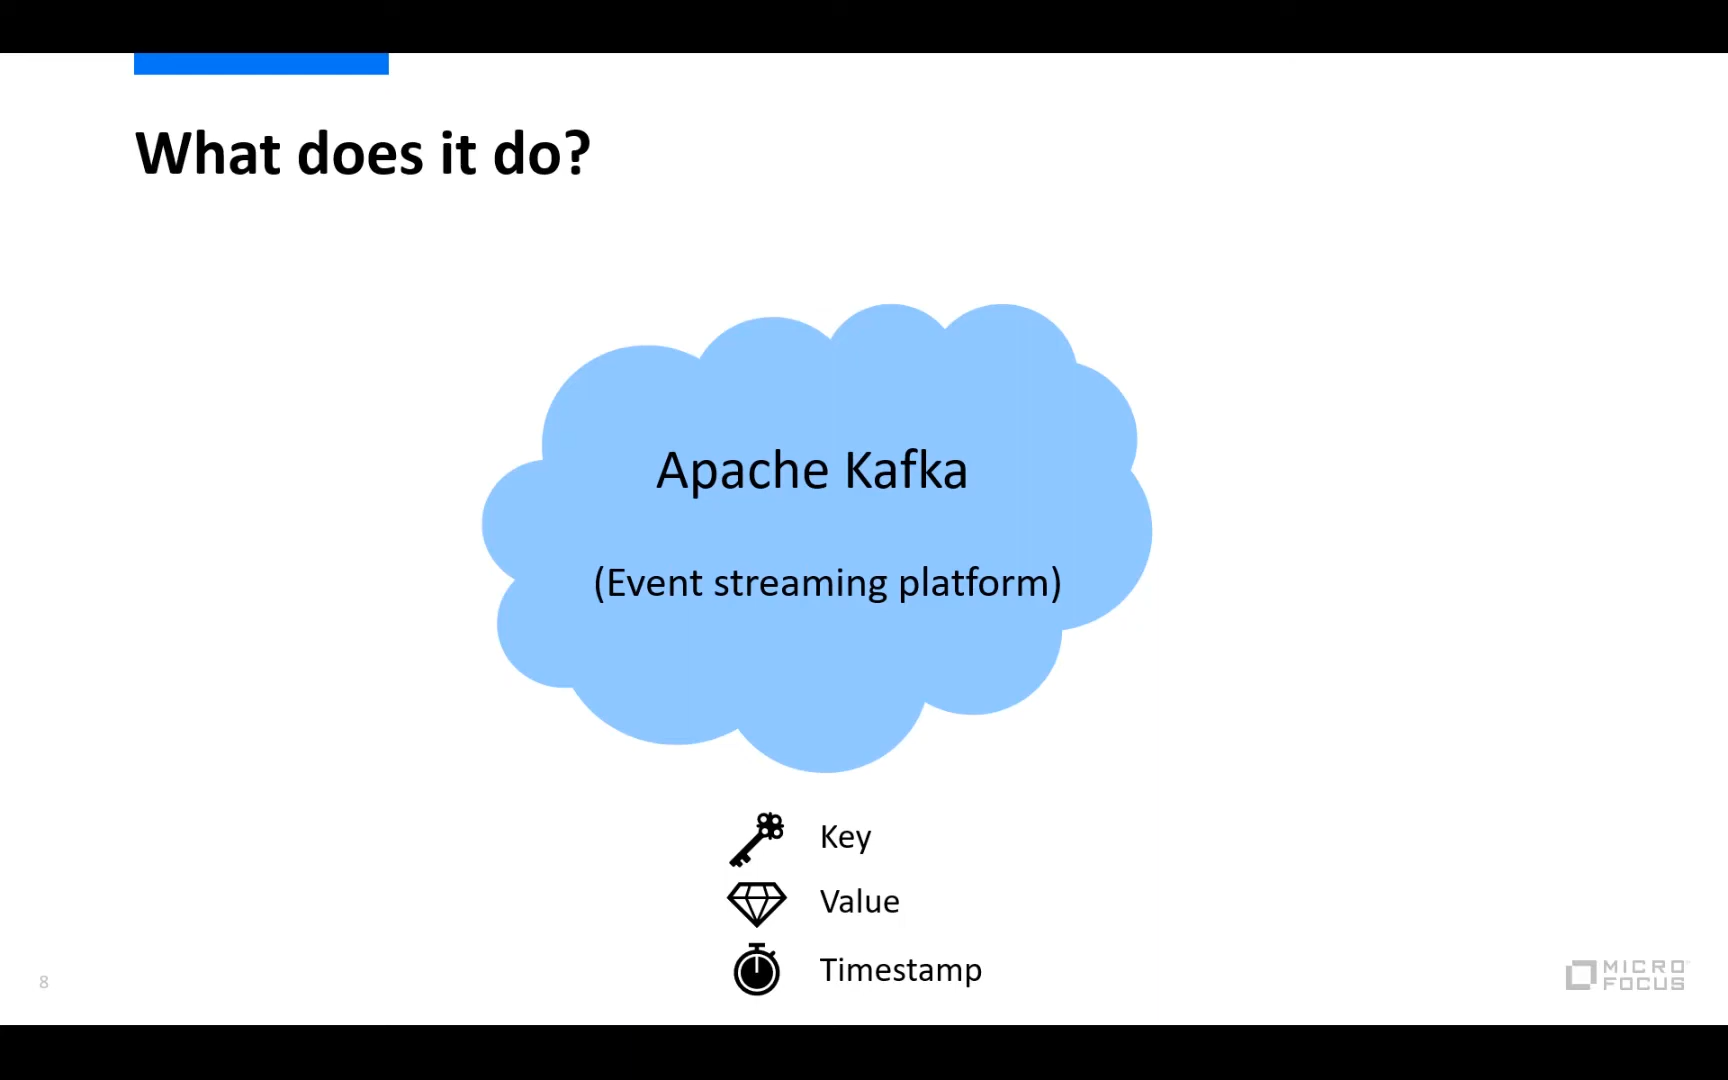 What does it do?
Apache Kafka
(Event streaming platform)
Key
Value
Timestamp
8
MICRO
FOCUS